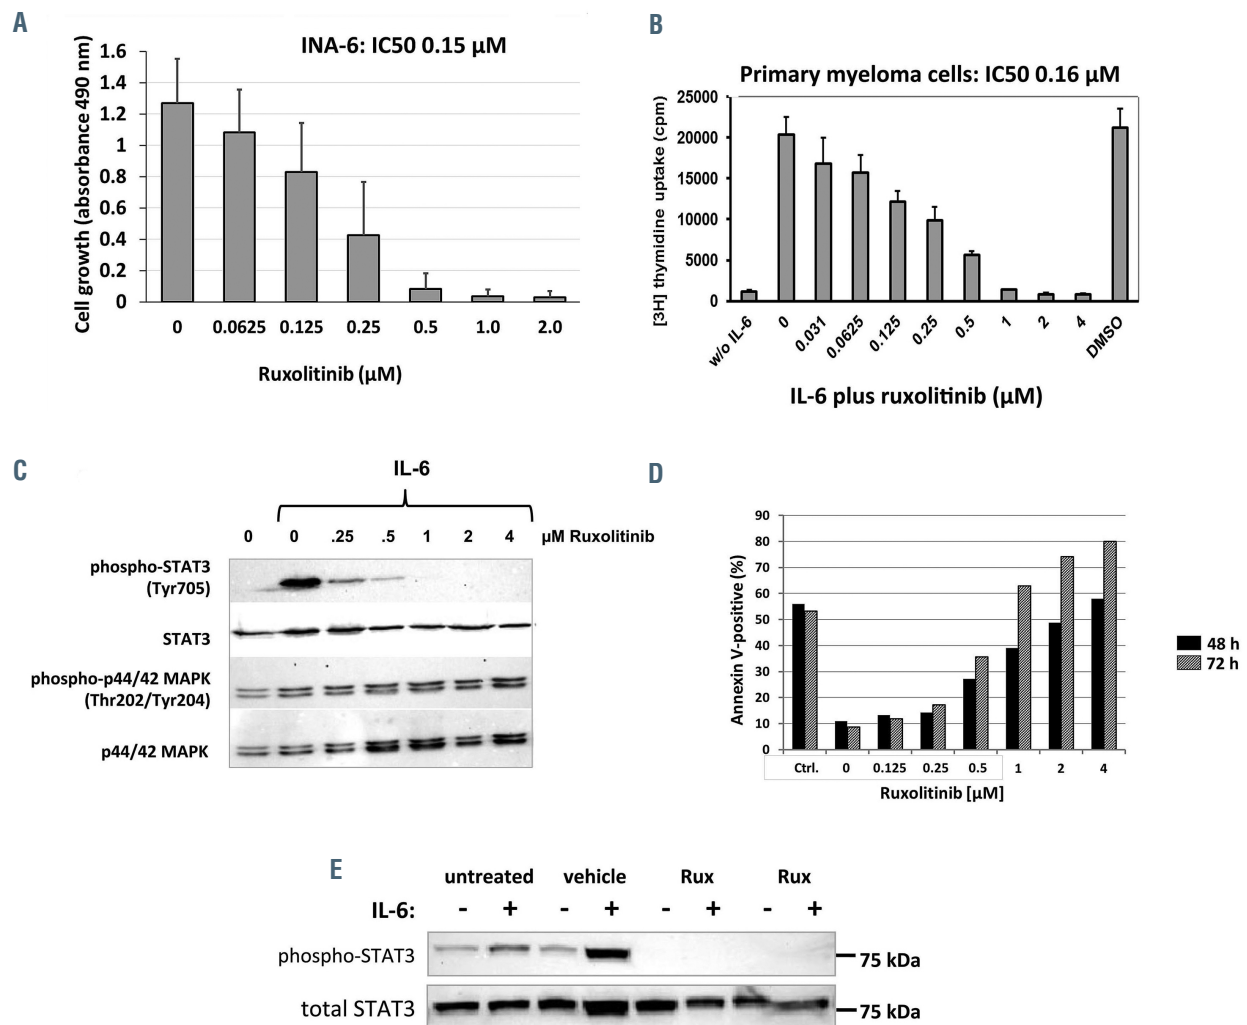 A
INA-6: IC50 0.15 µM
Cell growth (absorbance 490 nm)
1.6
1.4
1.2
1
0.8
0.6
0.4
0.2
0
0 0.0625 0.125 0.25 0.5 1.0 2.0
Ruxolitinib (µM)
B
Primary myeloma cells: IC50 0.16 µM
[3H] thymidine uptake (cpm)
25000
20000
15000
10000
5000
0
w/o IL-6 0 0.031 0.0625 0.125 0.25 0.5 1 2 4 DMSO
IL-6 plus ruxolitinib (µM)
C
IL-6
0 0 .25 .5 1 2 4 µM Ruxolitinib
phospho-STAT3
(Tyr705)
STAT3
phospho-p44/42 MAPK
(Thr202/Tyr204)
p44/42 MAPK
D
Annexin V-positive (%)
90
80
70
60
50
40
30
20
10
0
Ctrl. 0 0.125 0.25 0.5 1 2 4
Ruxolitinib [µM]
48 h
72 h
E
untreated vehicle Rux Rux
IL-6: - + - + - + - +
phospho-STAT3
75 kDa
total STAT3
75 kDa